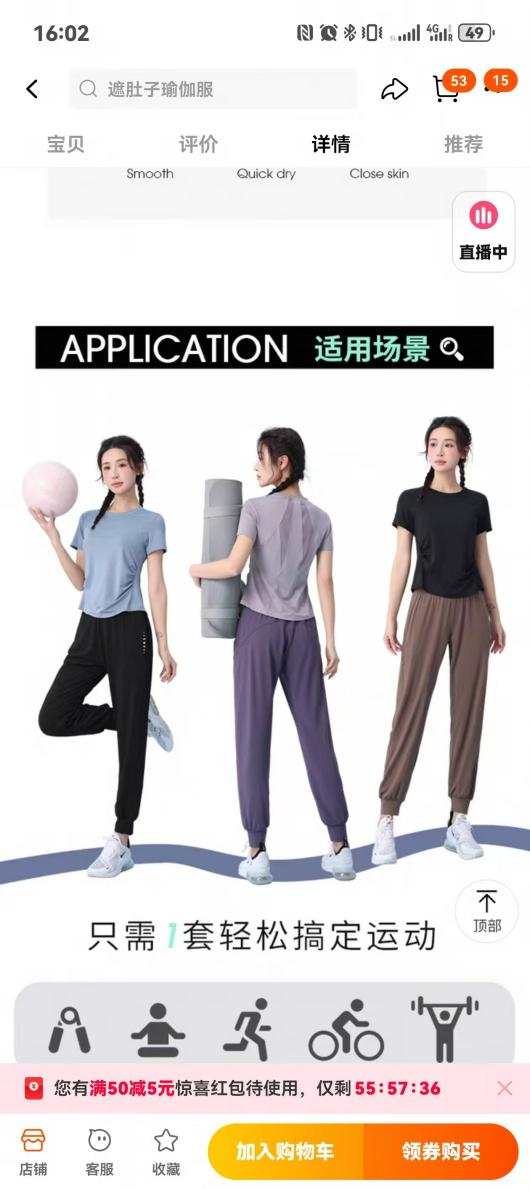 16:02
4G
49
遮肚子瑜伽服
53
15
宝贝
评价
详情
推荐
Smooth
Quick dry
Close skin
直播中
APPLICATION 适用场景
顶部
只需1套轻松搞定运动
您有满50减5元惊喜红包待使用，仅剩 55:57:36
店铺
客服
收藏
加入购物车
领券购买